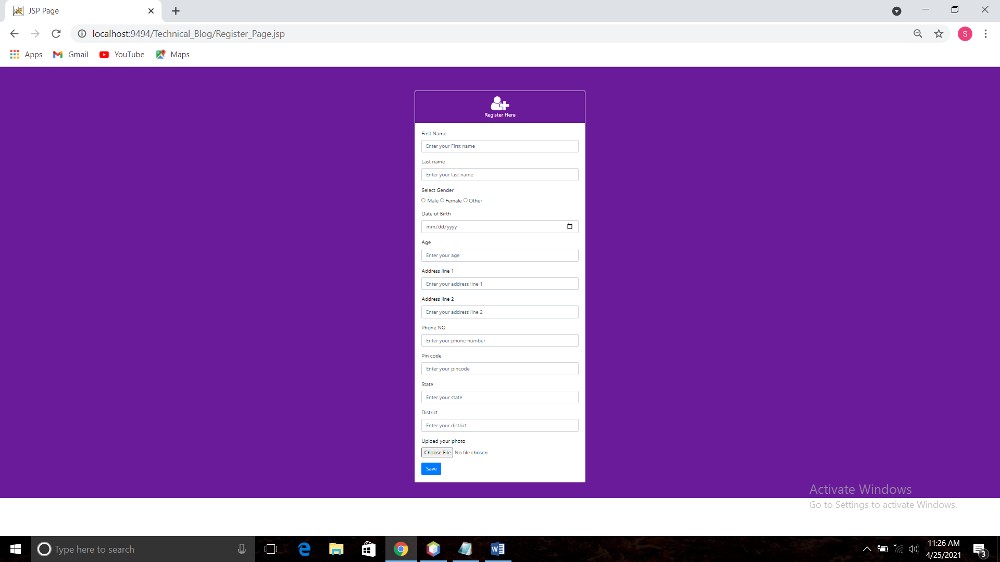 JSP Page
localhost:9494/Technical_Blog/Register_Page.jsp
S
Apps Gmail YouTube Maps
Register Here
First Name
Enter your First name
Last name
Enter your last name
Select Gender
Male Female Other
Date of Birth
mm/dd/yyyy
Age
Enter your age
Address line 1
Enter your address line 1
Address line 2
Enter your address line 2
Phone NO
Enter your phone number
Pin code
Enter your pincode
State
Enter your state
District
Enter your district
Upload your photo
Choose File No file chosen
Save
Activate Windows
Go to Settings to activate Windows.
Type here to search
11:26 AM
4/25/2021
3